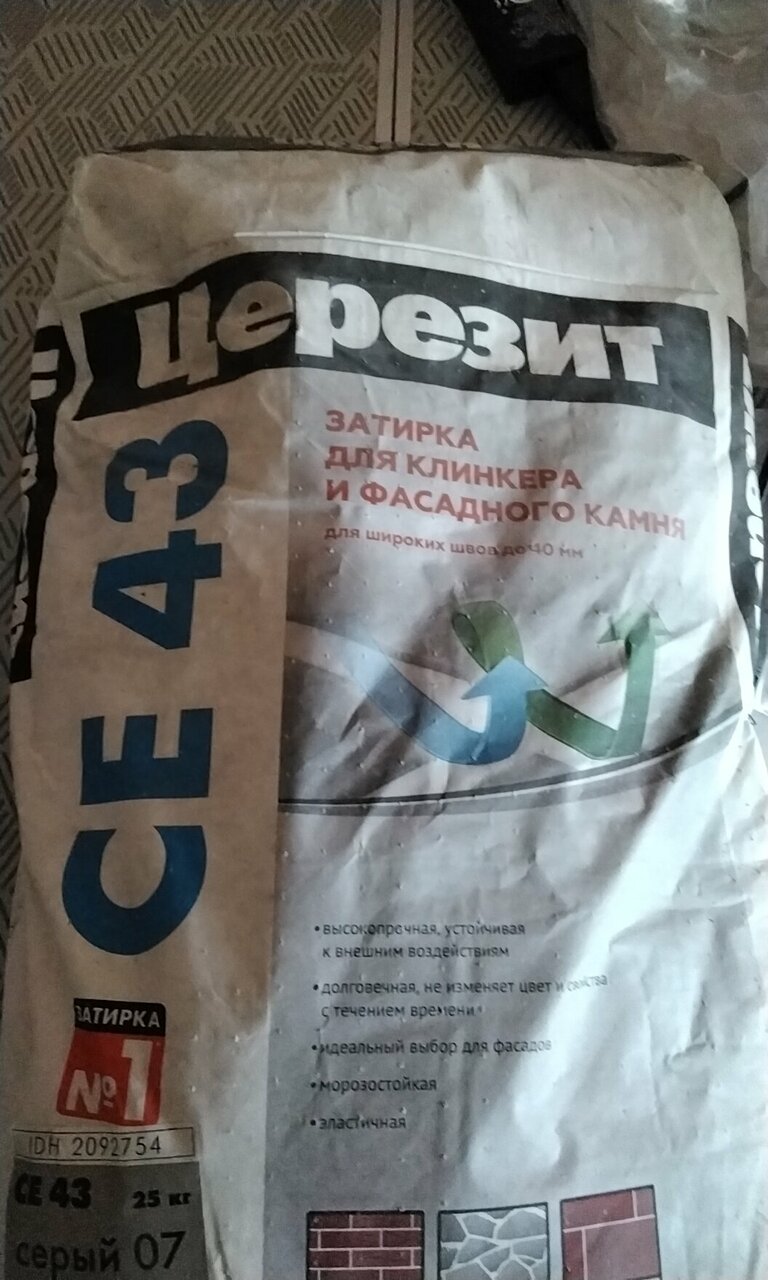 Церезит
CE 43
ЗАТИРКА
ДЛЯ КЛИНКЕРА
И ФАСАДНОГО КАМНЯ
для широких швов до 40 мм
•высокопрочная, устойчивая
к внешним воздействиям
•долговечная, не изменяет цвет и свойства
с течением времени
•идеальный выбор для фасадов
•морозостойкая
•эластичная
ЗАТИРКА
№1
IDH 2092754
CE 43 25 кг
серый 07